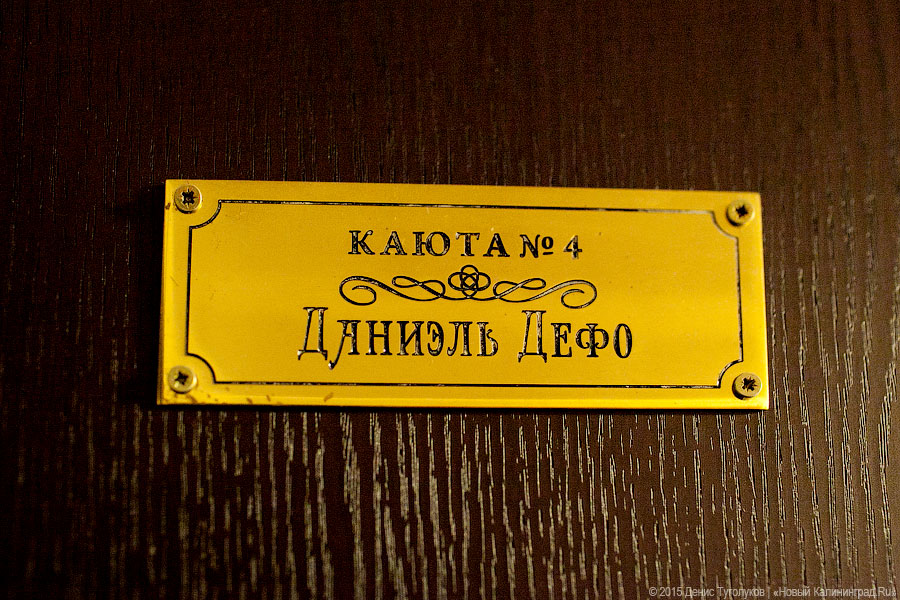 КАЮТА № 4
ДАНИЭЛЬ ДЕФО
© 2015 Денис Туголуков | «Новый Калининград.Ru»